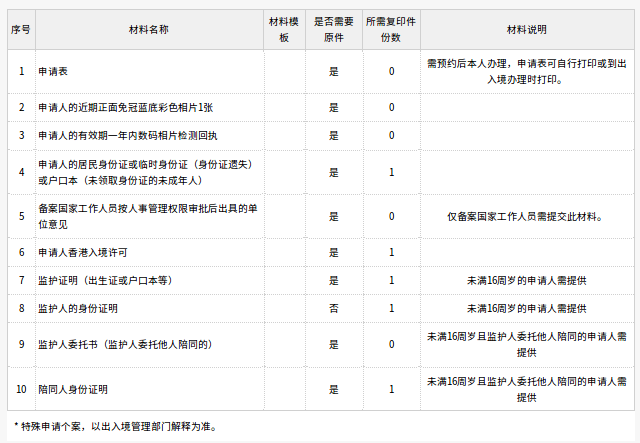 序号 材料名称 材料模板 是否需要原件 所需复印件份数 材料说明
1 申请表 是 0 需预约后本人办理，申请表可自行打印或到出入境办理时打印。
2 申请人的近期正面免冠蓝底彩色相片1张 是 0
3 申请人的有效期一年内数码相片检测回执 是 0
4 申请人的居民身份证或临时身份证（身份证遗失）或户口本（未领取身份证的未成年人） 是 1
5 备案国家工作人员按人事管理权限审批后出具的单位意见 是 0 仅备案国家工作人员需提交此材料。
6 申请人香港入境许可 是 1
7 监护证明（出生证或户口本等） 是 1 未满16周岁的申请人需提供
8 监护人的身份证明 否 1 未满16周岁的申请人需提供
9 监护人委托书（监护人委托他人陪同的） 是 0 未满16周岁且监护人委托他人陪同的申请人需提供
10 陪同人身份证明 是 1 未满16周岁且监护人委托他人陪同的申请人需提供
* 特殊申请个案，以出入境管理部门解释为准。